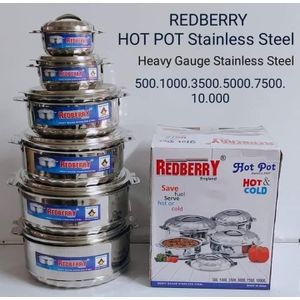 REDBERRY
HOT POT Stainless Steel
Heavy Gauge Stainless Steel
500.1000.3500.5000.7500.
10.000
REDBERRY
REDBERRY
REDBERRY
REDBERRY
REDBERRY
REDBERRY ®
England
Hot Pot
HOT &
COLD
Save
fuel
Serve
hot or
cold